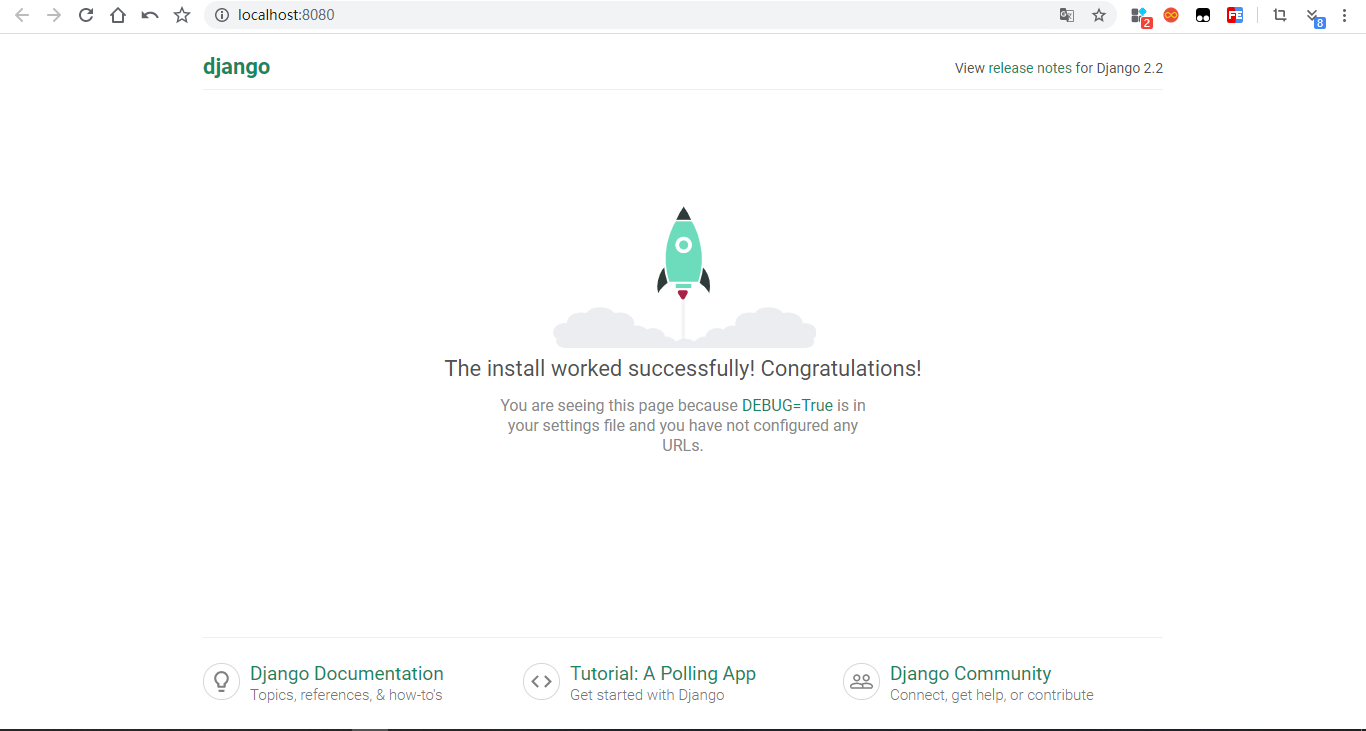 localhost:8080
2
FE
8
django
View release notes for Django 2.2
The install worked successfully! Congratulations!
You are seeing this page because DEBUG=True is in
your settings file and you have not configured any
URLs.
Django Documentation
Topics, references, & how-to's
Tutorial: A Polling App
Get started with Django
Django Community
Connect, get help, or contribute